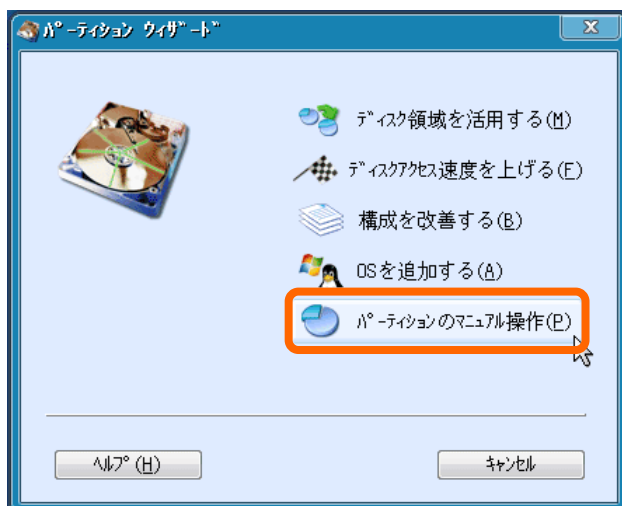 ﾊﾟｰﾃｨｼｮﾝ ｳｨｻﾞｰﾄﾞ
ﾃﾞｨｽｸ領域を活用する(M)
ﾃﾞｨｽｸｱｸｾｽ速度を上げる(F)
構成を改善する(B)
OSを追加する(A)
ﾊﾟｰﾃｨｼｮﾝのﾏﾆｭｱﾙ操作(P)
ﾍﾙﾌﾟ(H)
ｷｬﾝｾﾙ